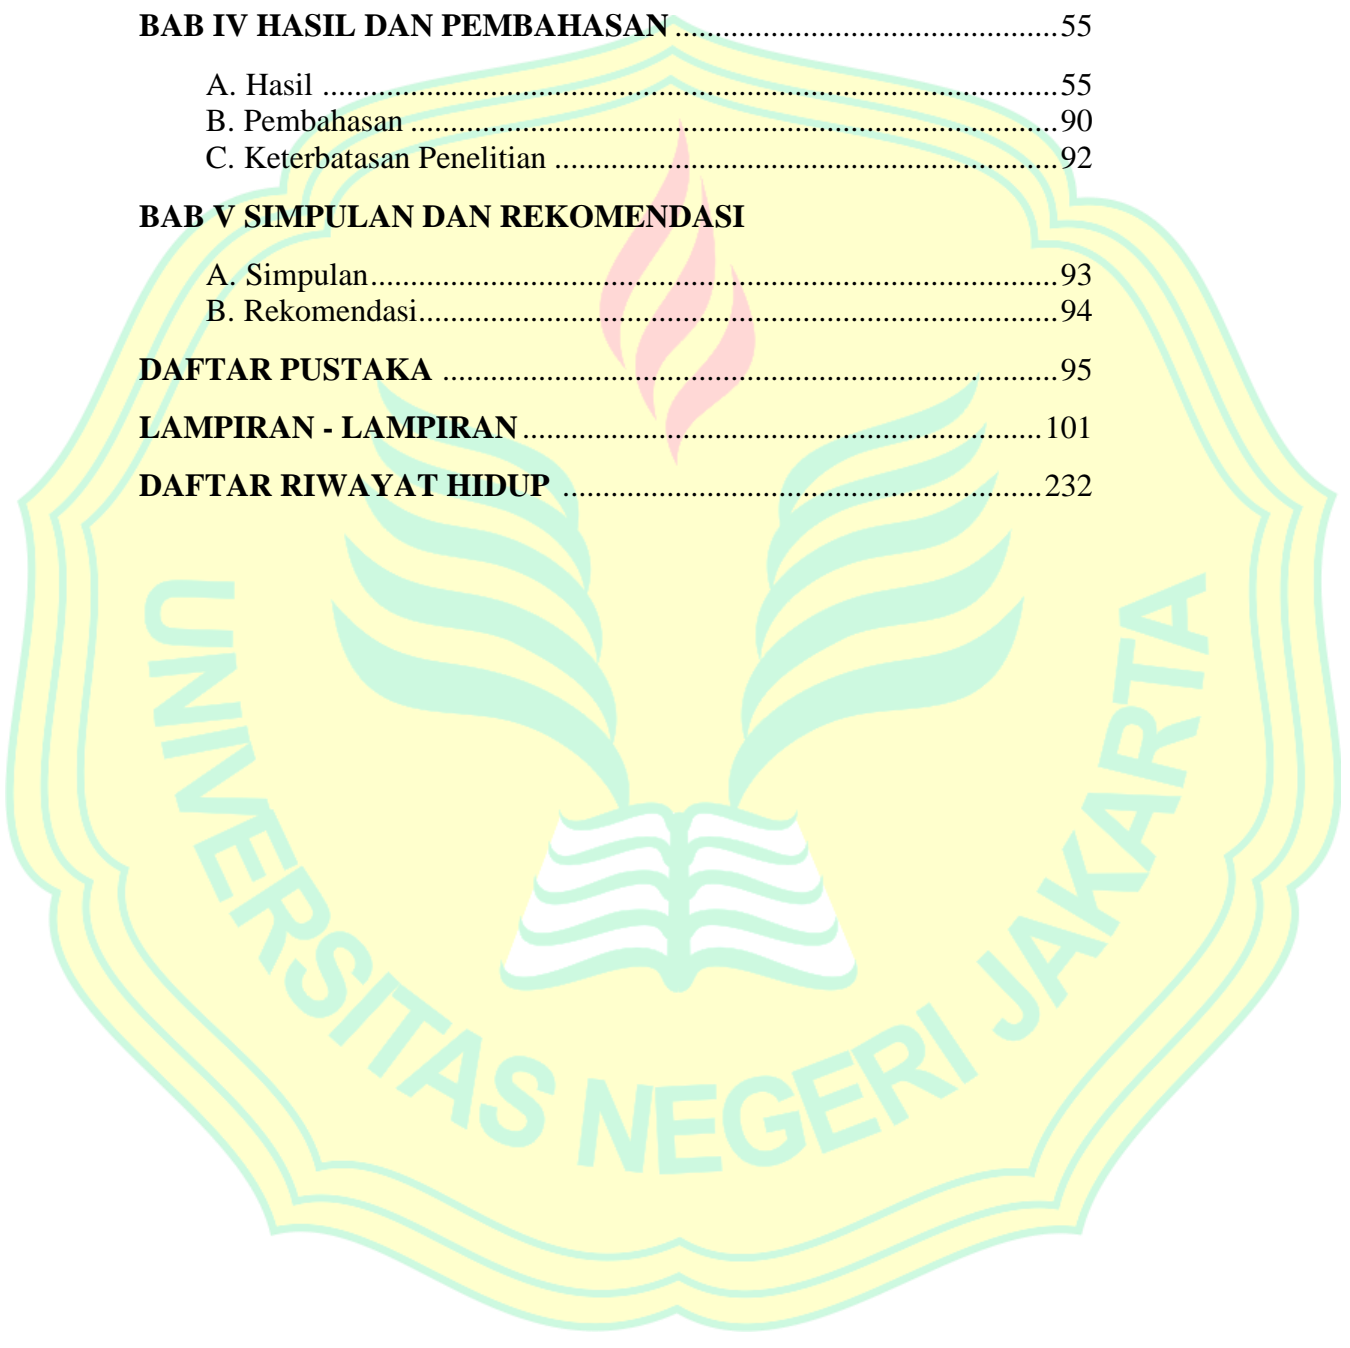 BAB IV HASIL DAN PEMBAHASAN ................................................ 55
A. Hasil ............................................................................................ 55
B. Pembahasan ................................................................................. 90
C. Keterbatasan Penelitian ............................................................... 92
BAB V SIMPULAN DAN REKOMENDASI
A. Simpulan...................................................................................... 93
B. Rekomendasi................................................................................ 94
DAFTAR PUSTAKA ............................................................................. 95
LAMPIRAN - LAMPIRAN ................................................................. 101
DAFTAR RIWAYAT HIDUP ............................................................ 232
UNIVERSITAS NEGERI JAKARTA